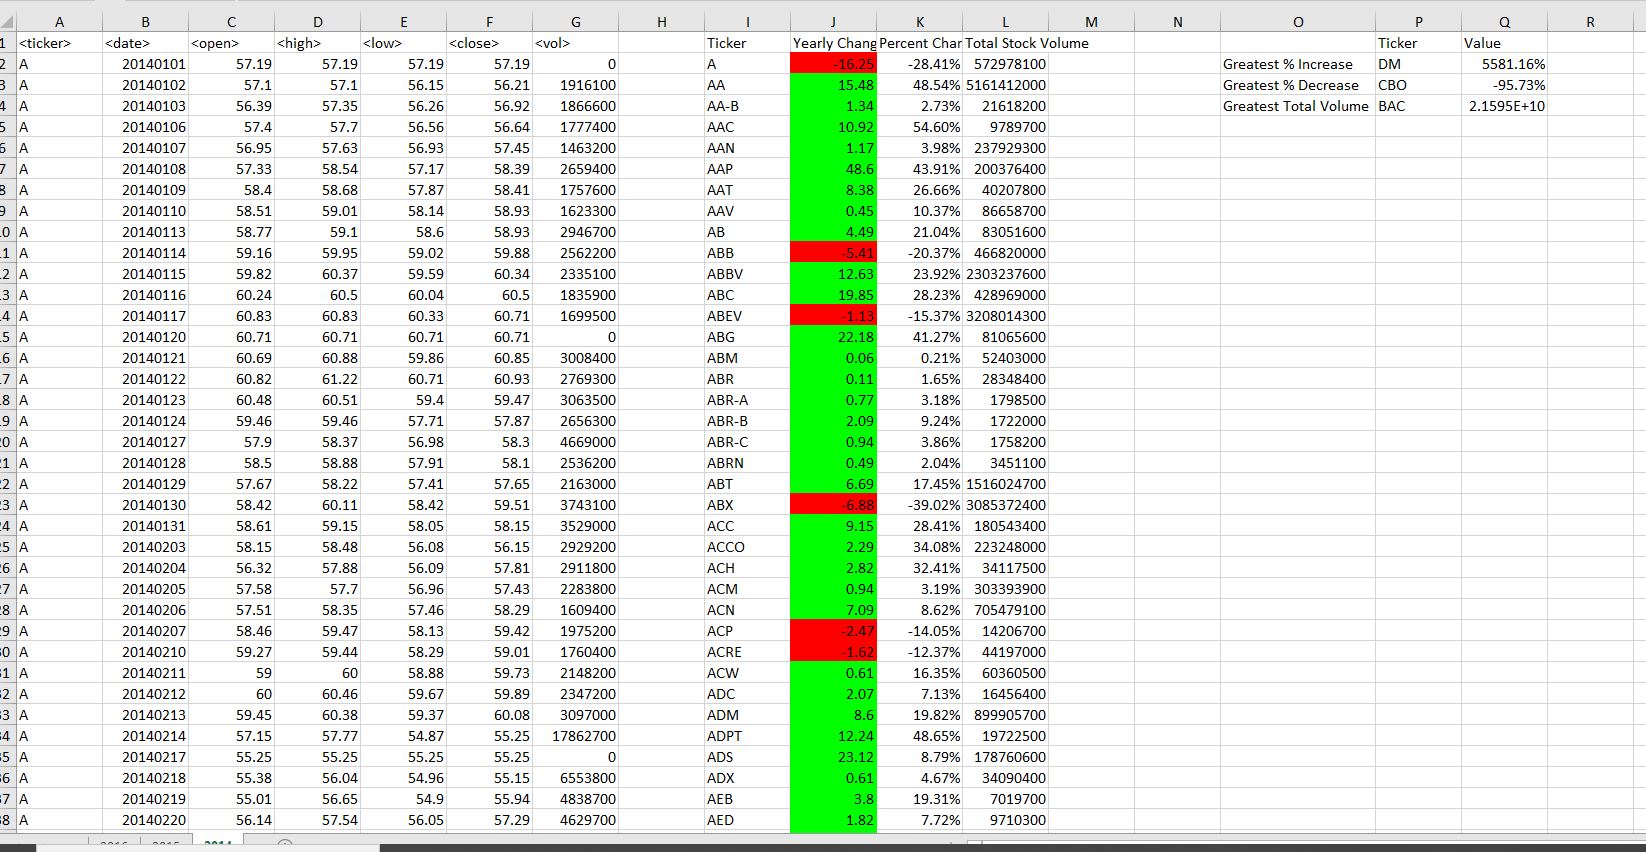 A B C D E F G H I J K L M N O P Q R
1 <ticker> <date> <open> <high> <low> <close> <vol> Ticker Yearly Chang Percent Char Total Stock Volume Ticker Value
2 A 20140101 57.19 57.19 57.19 57.19 0 A -16.25 -28.41% 572978100 Greatest % Increase DM 5581.16%
3 A 20140102 57.1 57.1 56.15 56.21 1916100 AA 15.48 48.54% 5161412000 Greatest % Decrease CBO -95.73%
4 A 20140103 56.39 57.35 56.26 56.92 1866600 AA-B 1.34 2.73% 21618200 Greatest Total Volume BAC 2.1595E+10
5 A 20140106 57.4 57.7 56.56 56.64 1777400 AAC 10.92 54.60% 9789700
6 A 20140107 56.95 57.63 56.93 57.45 1463200 AAN 1.17 3.98% 237929300
7 A 20140108 57.33 58.54 57.17 58.39 2659400 AAP 48.6 43.91% 200376400
8 A 20140109 58.4 58.68 57.87 58.41 1757600 AAT 8.38 26.66% 40207800
9 A 20140110 58.51 59.01 58.14 58.93 1623300 AAV 0.45 10.37% 86658700
.0 A 20140113 58.77 59.1 58.6 58.93 2946700 AB 4.49 21.04% 83051600
.1 A 20140114 59.16 59.95 59.02 59.88 2562200 ABB -5.41 -20.37% 466820000
.2 A 20140115 59.82 60.37 59.59 60.34 2335100 ABBV 12.63 23.92% 2303237600
.3 A 20140116 60.24 60.5 60.04 60.5 1835900 ABC 19.85 28.23% 428969000
.4 A 20140117 60.83 60.83 60.33 60.71 1699500 ABEV -1.13 -15.37% 3208014300
.5 A 20140120 60.71 60.71 60.71 60.71 0 ABG 22.18 41.27% 81065600
.6 A 20140121 60.69 60.88 59.86 60.85 3008400 ABM 0.06 0.21% 52403000
.7 A 20140122 60.82 61.22 60.71 60.93 2769300 ABR 0.11 1.65% 28348400
.8 A 20140123 60.48 60.51 59.4 59.47 3063500 ABR-A 0.77 3.18% 1798500
.9 A 20140124 59.46 59.46 57.71 57.87 2656300 ABR-B 2.09 9.24% 1722000
20 A 20140127 57.9 58.37 56.98 58.3 4669000 ABR-C 0.94 3.86% 1758200
21 A 20140128 58.5 58.88 57.91 58.1 2536200 ABRN 0.49 2.04% 3451100
22 A 20140129 57.67 58.22 57.41 57.65 2163000 ABT 6.69 17.45% 1516024700
23 A 20140130 58.42 60.11 58.42 59.51 3743100 ABX -6.88 -39.02% 3085372400
24 A 20140131 58.61 59.15 58.05 58.15 3529000 ACC 9.15 28.41% 180543400
25 A 20140203 58.15 58.48 56.08 56.15 2929200 ACCO 2.29 34.08% 223248000
26 A 20140204 56.32 57.88 56.09 57.81 2911800 ACH 2.82 32.41% 34117500
27 A 20140205 57.58 57.7 56.96 57.43 2283800 ACM 0.94 3.19% 303393900
28 A 20140206 57.51 58.35 57.46 58.29 1609400 ACN 7.09 8.62% 705479100
29 A 20140207 58.46 59.47 58.13 59.42 1975200 ACP -2.47 -14.05% 14206700
30 A 20140210 59.27 59.44 58.29 59.01 1760400 ACRE -1.62 -12.37% 44197000
31 A 20140211 59 60 58.88 59.73 2148200 ACW 0.61 16.35% 60360500
32 A 20140212 60 60.46 59.67 59.89 2347200 ADC 2.07 7.13% 16456400
33 A 20140213 59.45 60.38 59.37 60.08 3097000 ADM 8.6 19.82% 899905700
34 A 20140214 57.15 57.77 54.87 55.25 17862700 ADPT 12.24 48.65% 19722500
35 A 20140217 55.25 55.25 55.25 55.25 0 ADS 23.12 8.79% 178760600
36 A 20140218 55.38 56.04 54.96 55.15 6553800 ADX 0.61 4.67% 34090400
37 A 20140219 55.01 56.65 54.9 55.94 4838700 AEB 3.8 19.31% 7019700
38 A 20140220 56.14 57.54 56.05 57.29 4629700 AED 1.82 7.72% 9710300
2016 2015 2014